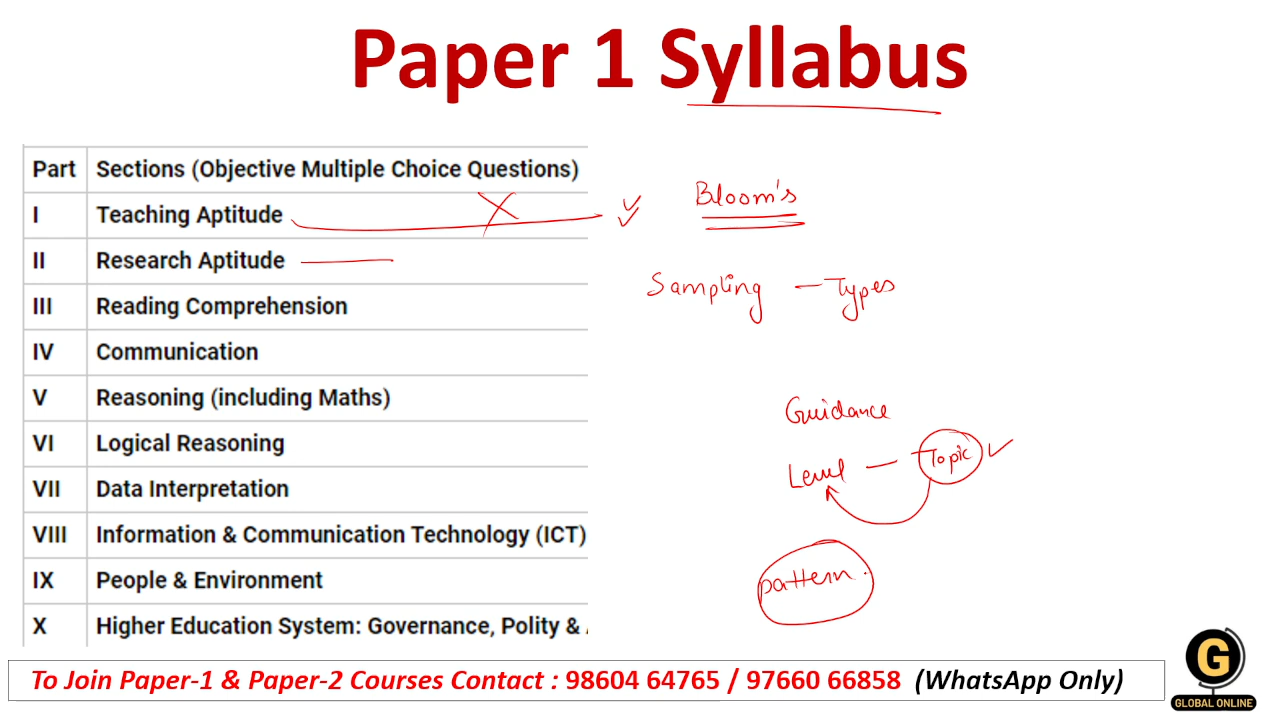 Paper 1 Syllabus
Part Sections (Objective Multiple Choice Questions)
I Teaching Aptitude
II Research Aptitude
III Reading Comprehension
IV Communication
V Reasoning (including Maths)
VI Logical Reasoning
VII Data Interpretation
VIII Information & Communication Technology (ICT)
IX People & Environment
X Higher Education System: Governance, Polity &
Bloom's
Sampling – Types
Guidance
Level – Topic
pattern.
To Join Paper-1 & Paper-2 Courses Contact : 98604 64765 / 97660 66858 (WhatsApp Only)
G
GLOBAL ONLINE